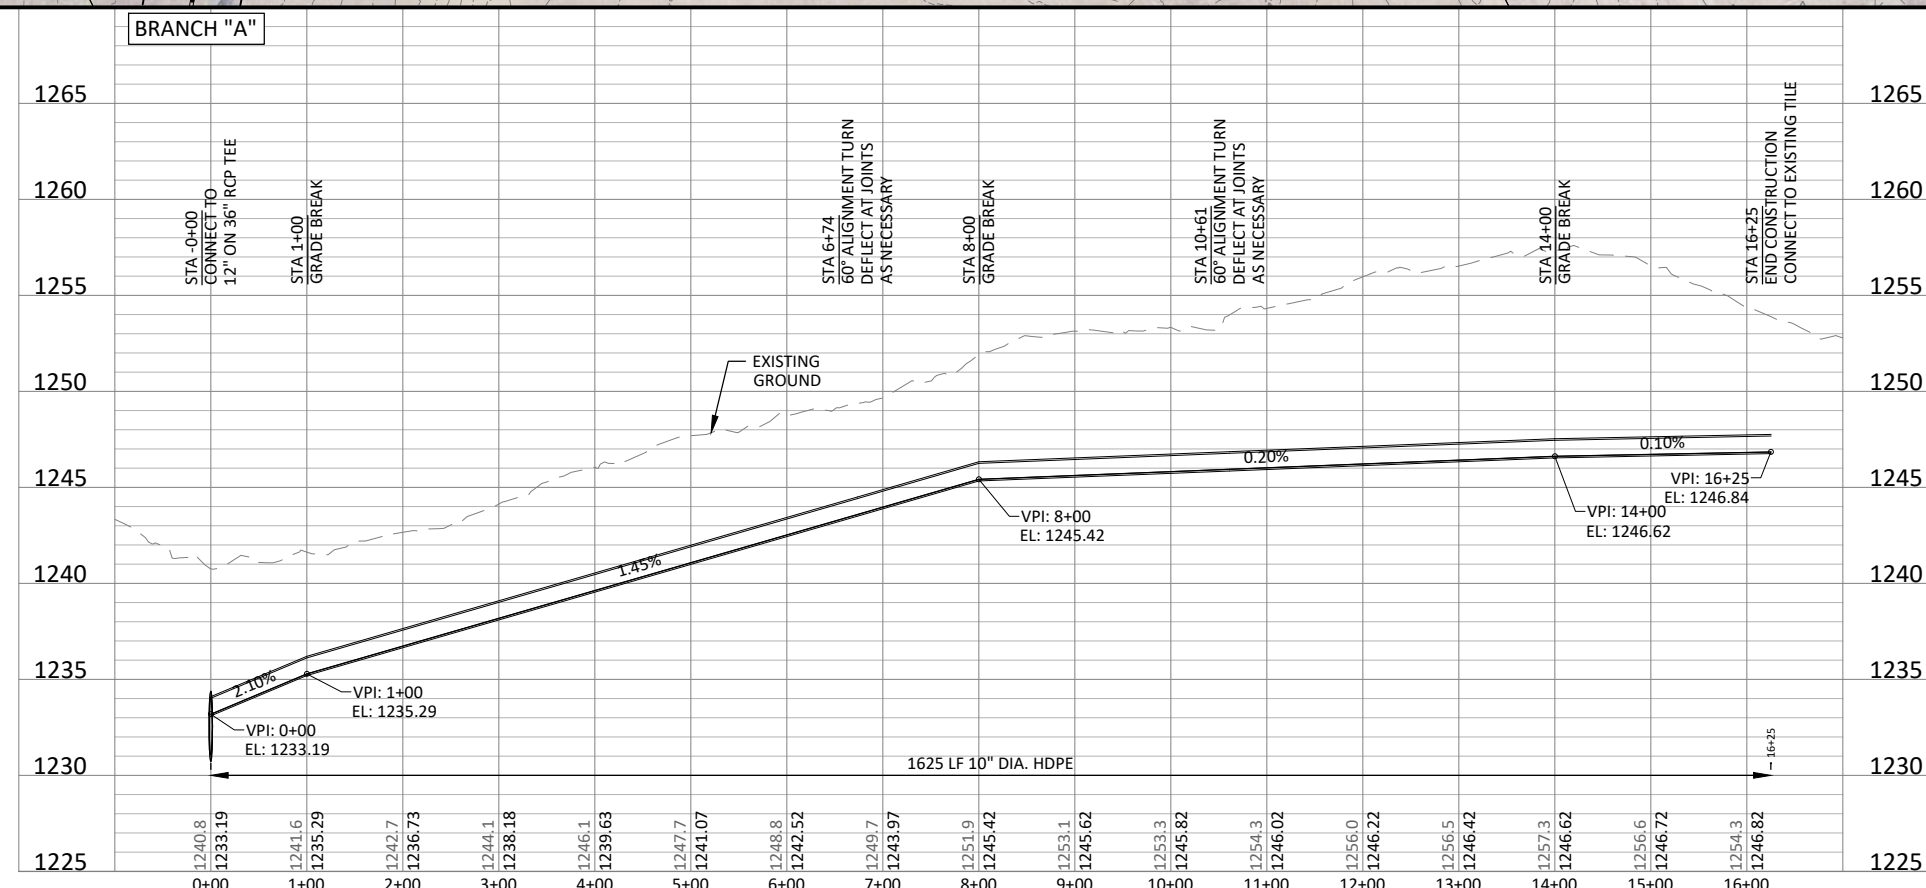 BRANCH "A"
1265
1260
1255
1250
1245
1240
1235
1230
1225
1265
1260
1255
1250
1245
1240
1235
1230
1225
STA -0+00
CONNECT TO
12" ON 36" RCP TEE
STA 1+00
GRADE BREAK
STA 6+74
60° ALIGNMENT TURN
DEFLECT AT JOINTS
AS NECESSARY
STA 8+00
GRADE BREAK
STA 10+61
60° ALIGNMENT TURN
DEFLECT AT JOINTS
AS NECESSARY
STA 14+00
GRADE BREAK
STA 16+25
END CONSTRUCTION
CONNECT TO EXISTING TILE
EXISTING
GROUND
2.10%
1.45%
0.20%
0.10%
VPI: 0+00
EL: 1233.19
VPI: 1+00
EL: 1235.29
VPI: 8+00
EL: 1245.42
VPI: 14+00
EL: 1246.62
VPI: 16+25
EL: 1246.84
1625 LF 10" DIA. HDPE
16+25
1240.8
1233.19
1241.6
1235.29
1242.7
1236.73
1244.1
1238.18
1246.1
1239.63
1247.7
1241.07
1248.8
1242.52
1249.7
1243.97
1251.9
1245.42
1253.1
1245.62
1253.3
1245.82
1254.3
1246.02
1256.0
1246.22
1256.5
1246.42
1257.3
1246.62
1256.6
1246.72
1254.3
1246.82
0+00
1+00
2+00
3+00
4+00
5+00
6+00
7+00
8+00
9+00
10+00
11+00
12+00
13+00
14+00
15+00
16+00